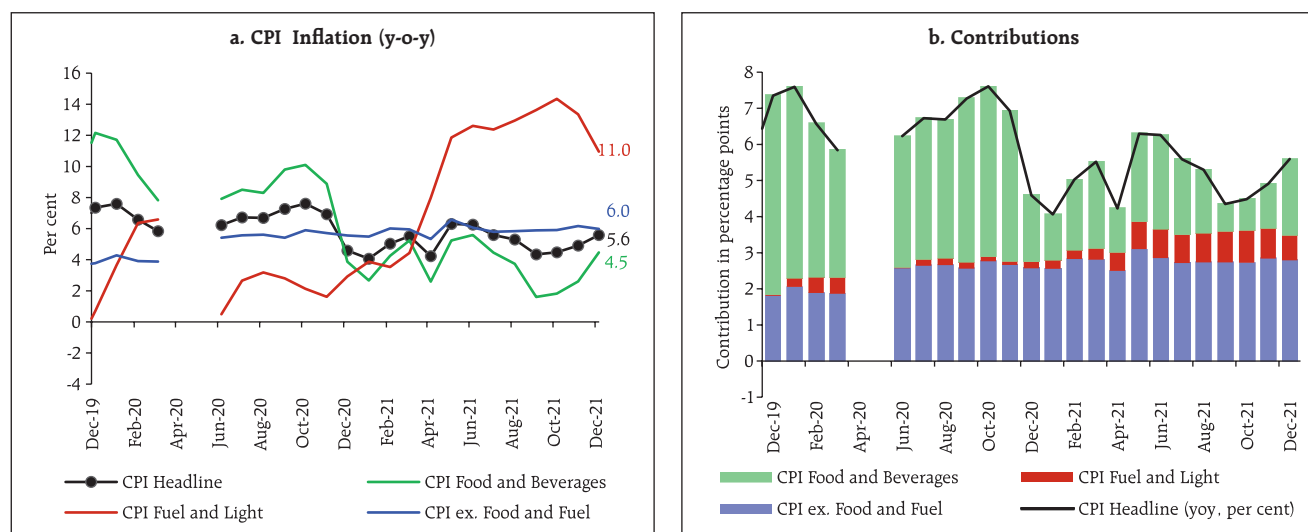 a. CPI Inflation (y-o-y)
Per cent
16
14
12
10
8
6
4
2
0
-2
-4
11.0
6.0
5.6
4.5
Dec-19
Feb-20
Apr-20
Jun-20
Aug-20
Oct-20
Dec-20
Feb-21
Apr-21
Jun-21
Aug-21
Oct-21
Dec-21
CPI Headline
CPI Food and Beverages
CPI Fuel and Light
CPI ex. Food and Fuel
b. Contributions
Contribution in percentage points
8
7
6
5
4
3
2
1
0
-1
Dec-19
Feb-20
Apr-20
Jun-20
Aug-20
Oct-20
Dec-20
Feb-21
Apr-21
Jun-21
Aug-21
Oct-21
Dec-21
CPI Food and Beverages
CPI Fuel and Light
CPI ex. Food and Fuel
CPI Headline (yoy, per cent)